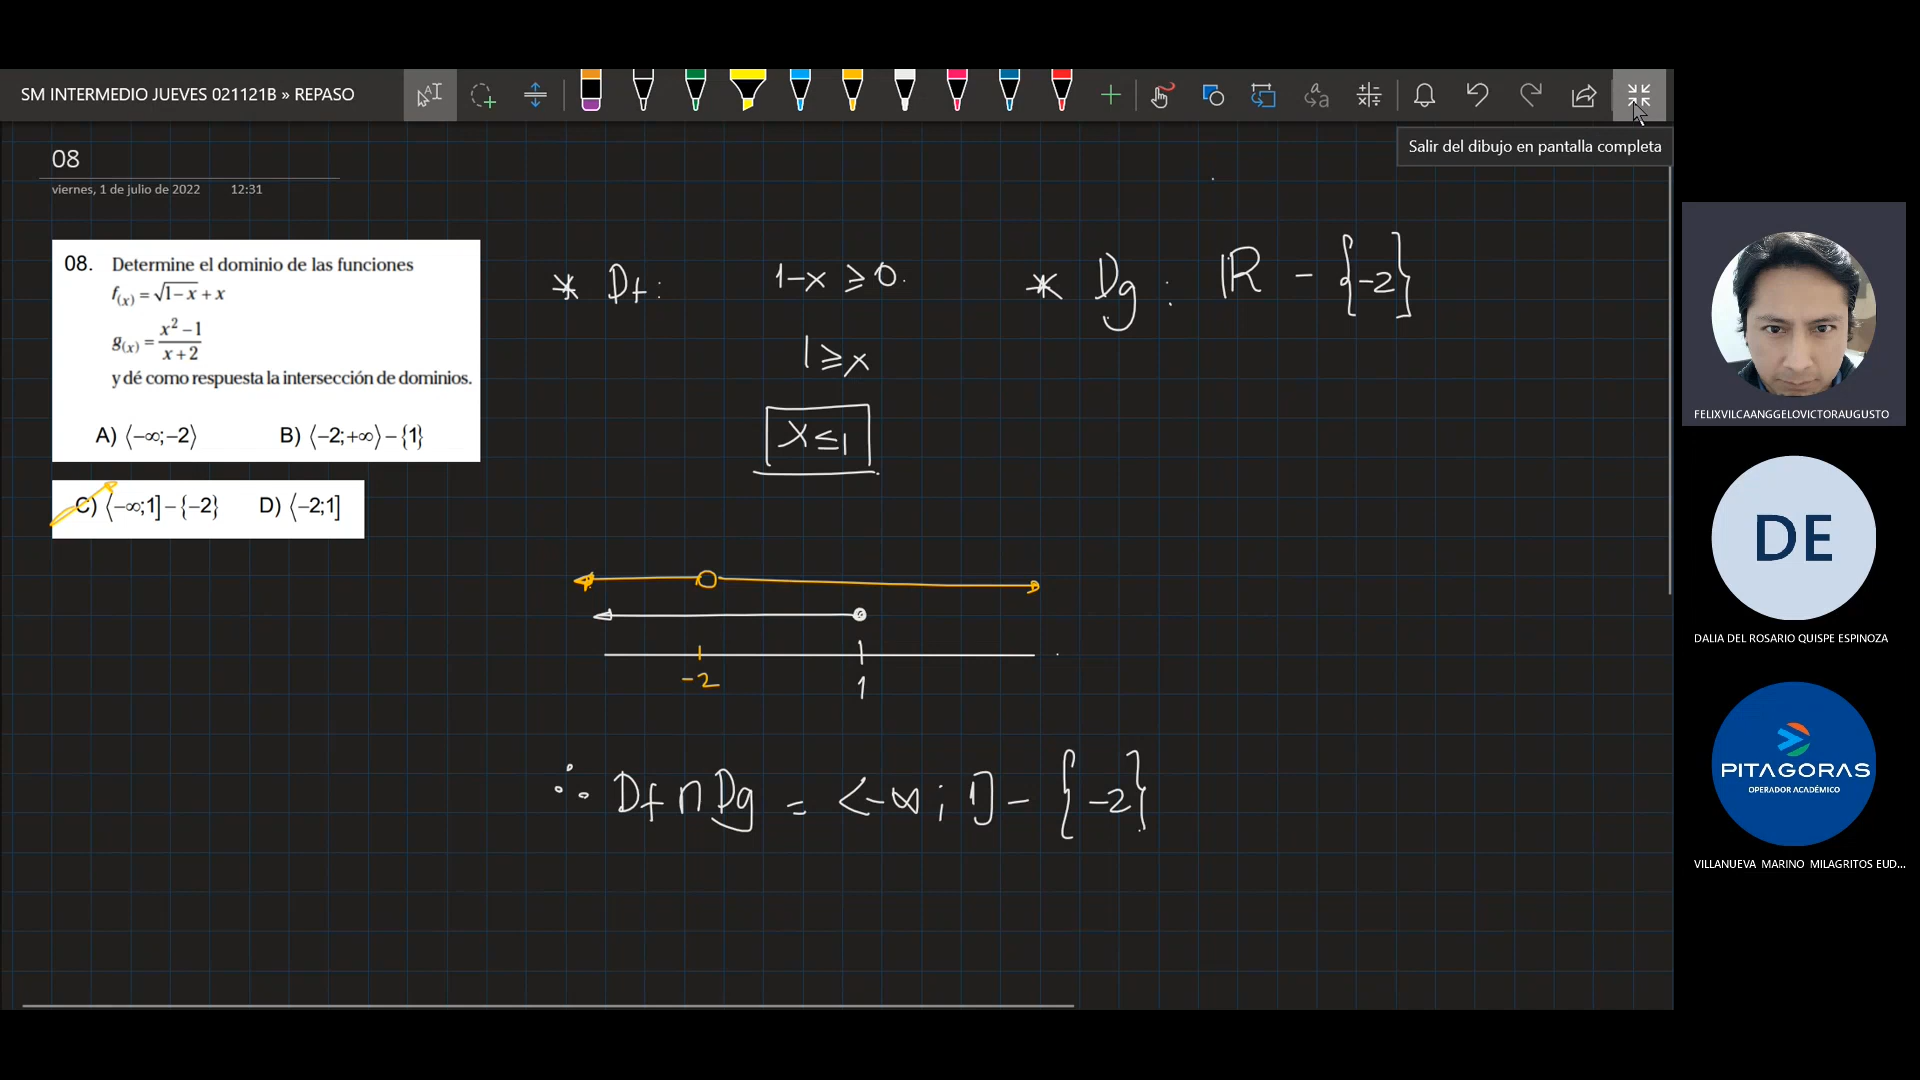 SM INTERMEDIO JUEVES 021121B » REPASO
Salir del dibujo en pantalla completa
08
viernes, 1 de julio de 2022 12:31
08. Determine el dominio de las funciones
f(x) = √1−x + x
g(x) = x² −1 / x+2
y dé como respuesta la intersección de dominios.
A) ⟨−∞;−2⟩ B) ⟨−2;+∞⟩ − {1}
C) ⟨−∞;1] − {−2} D) ⟨−2;1]
* Df: 1−x ≥ 0.
1 ≥ x
x ≤ 1
* Dg: ℝ − {−2}
−2 1
∴ Df ∩ Dg = <−∞; 1] − {−2}
FELIXVILCAANGGELOVICTORAUGUSTO
DE
DALIA DEL ROSARIO QUISPE ESPINOZA
PITAGORAS
OPERADOR ACADÉMICO
VILLANUEVA MARINO MILAGRITOS EUD...